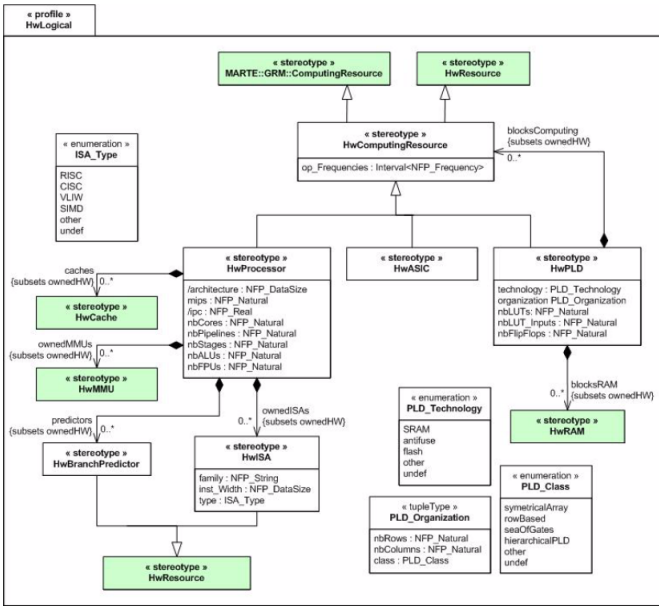 « profile »
HwLogical
« stereotype »
MARTE::GRM::ComputingResource
« stereotype »
HwResource
« enumeration »
ISA_Type
RISC
CISC
VLIW
SIMD
other
undef
« stereotype »
HwComputingResource
op_Frequencies : Interval<NFP_Frequency>
blocksComputing
{subsets ownedHW}
0..*
caches
{subsets ownedHW}
0..*
« stereotype »
HwCache
ownedMMUs
{subsets ownedHW}
0..*
« stereotype »
HwMMU
« stereotype »
HwProcessor
/architecture : NFP_DataSize
mips : NFP_Natural
/ipc : NFP_Real
nbCores : NFP_Natural
nbPipelines : NFP_Natural
nbStages : NFP_Natural
nbALUs : NFP_Natural
nbFPUs : NFP_Natural
« stereotype »
HwASIC
« stereotype »
HwPLD
technology : PLD_Technology
organization PLD_Organization
nbLUTs: NFP_Natural
nbLUT_Inputs : NFP_Natural
nbFlipFlops : NFP_Natural
predictors
{subsets ownedHW}
0..*
« stereotype »
HwBranchPredictor
ownedISAs
{subsets ownedHW}
0..*
« stereotype »
HwISA
family : NFP_String
inst_Width : NFP_DataSize
type : ISA_Type
« enumeration »
PLD_Technology
SRAM
antifuse
flash
other
undef
blocksRAM
{subsets ownedHW}
0..*
« stereotype »
HwRAM
« tupleType »
PLD_Organization
nbRows : NFP_Natural
nbColumns : NFP_Natural
class : PLD_Class
« enumeration »
PLD_Class
symetricalArray
rowBased
seaOfGates
hierarchicalPLD
other
undef
« stereotype »
HwResource